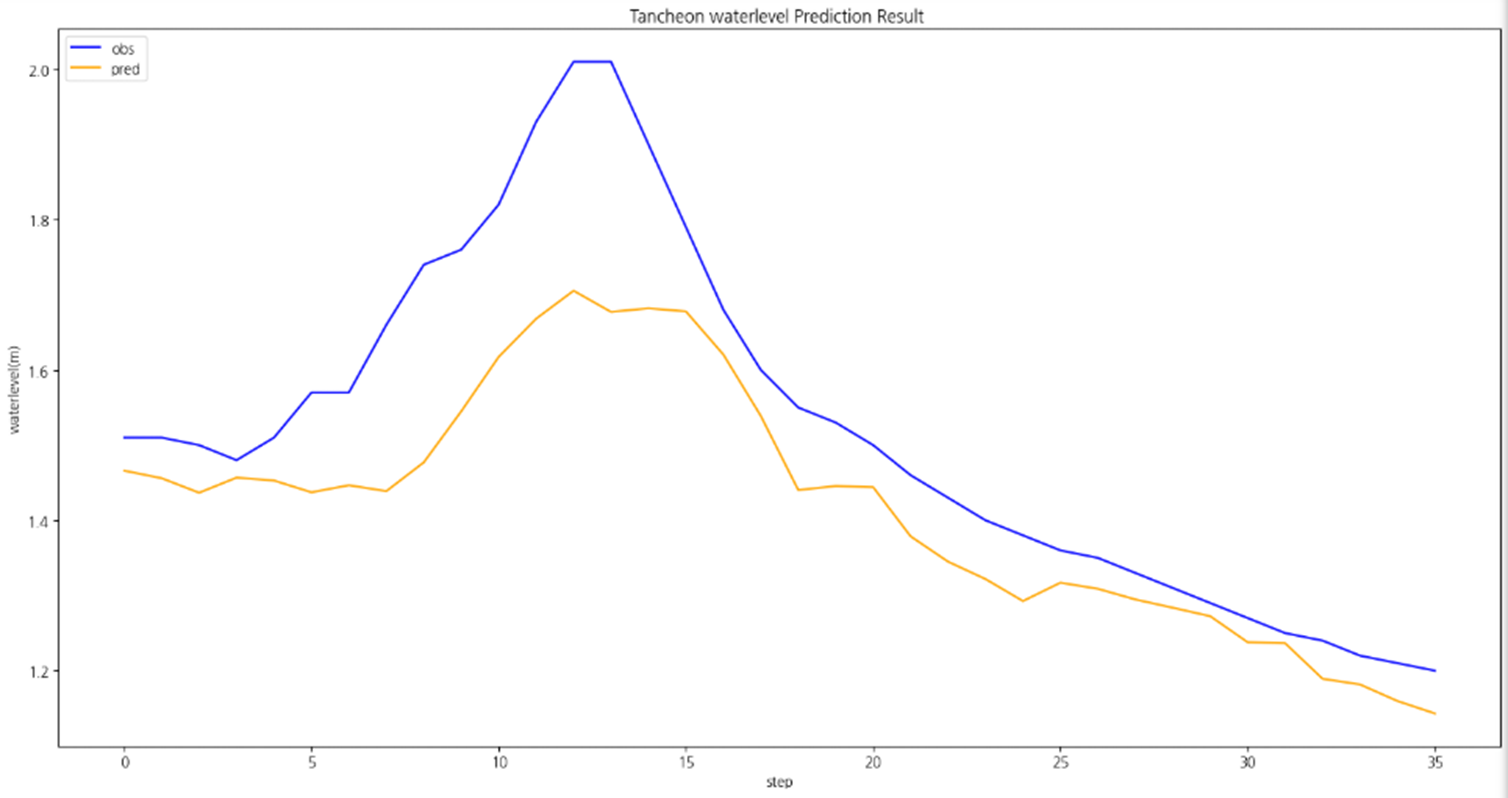 Tancheon waterlevel Prediction Result
obs
pred
2.0
1.8
1.6
1.4
1.2
waterlevel(m)
0 5 10 15 20 25 30 35
step